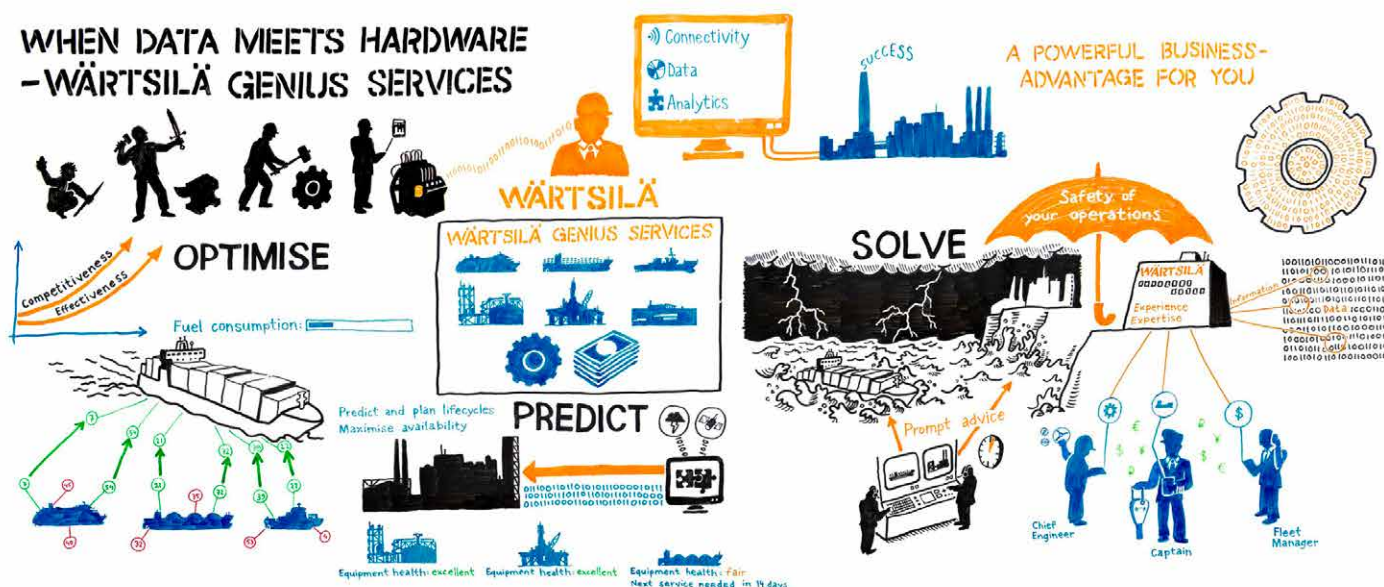 WHEN DATA MEETS HARDWARE
-WÄRTSILÄ GENIUS SERVICES
Connectivity
Data
Analytics
SUCCESS
A POWERFUL BUSINESS-
ADVANTAGE FOR YOU
WÄRTSILÄ
OPTIMISE
Competitiveness
Effectiveness
Fuel consumption:
WÄRTSILÄ GENIUS SERVICES
PREDICT
Predict and plan lifecycles
Maximise availability
Equipment health: excellent
Equipment health: excellent
Equipment health: fair
Next service needed in 14 days
SOLVE
Safety of
your operations
WÄRTSILÄ
Experience
Expertise
Information
Data
Prompt advice
$
Chief
Engineer
Captain
Fleet
Manager